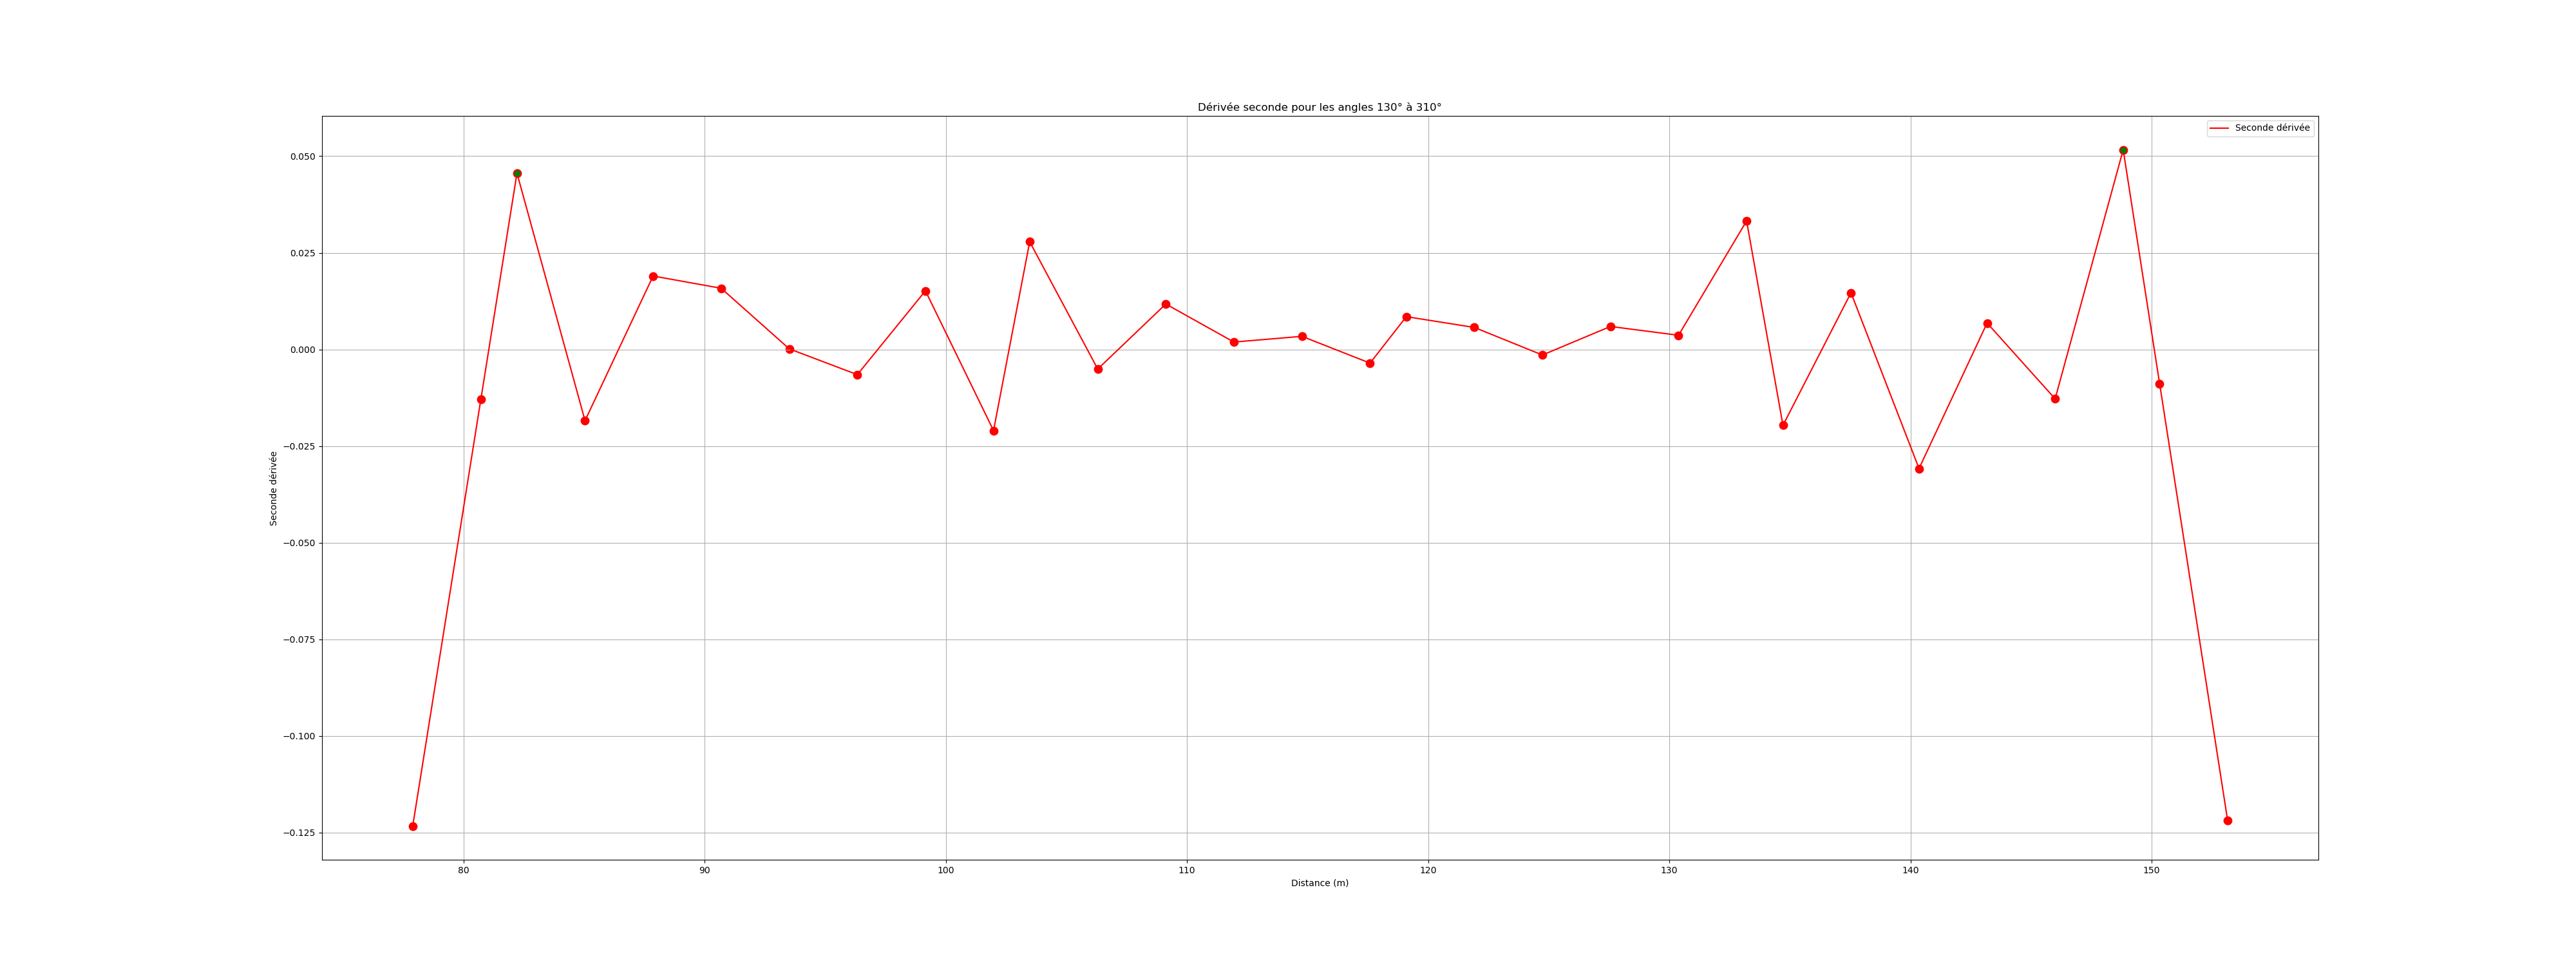 Dérivée seconde pour les angles 130° à 310°
Seconde dérivée
0.050
0.025
0.000
−0.025
−0.050
−0.075
−0.100
−0.125
Seconde dérivée
80 90 100 110 120 130 140 150
Distance (m)